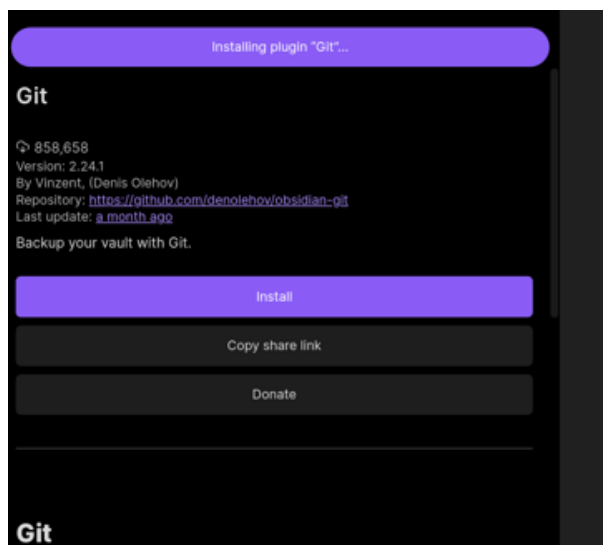 Installing plugin "Git"...
Git
858,658
Version: 2.24.1
By Vinzent, (Denis Olehov)
Repository: https://github.com/denolehov/obsidian-git
Last update: a month ago
Backup your vault with Git.
Install
Copy share link
Donate
Git